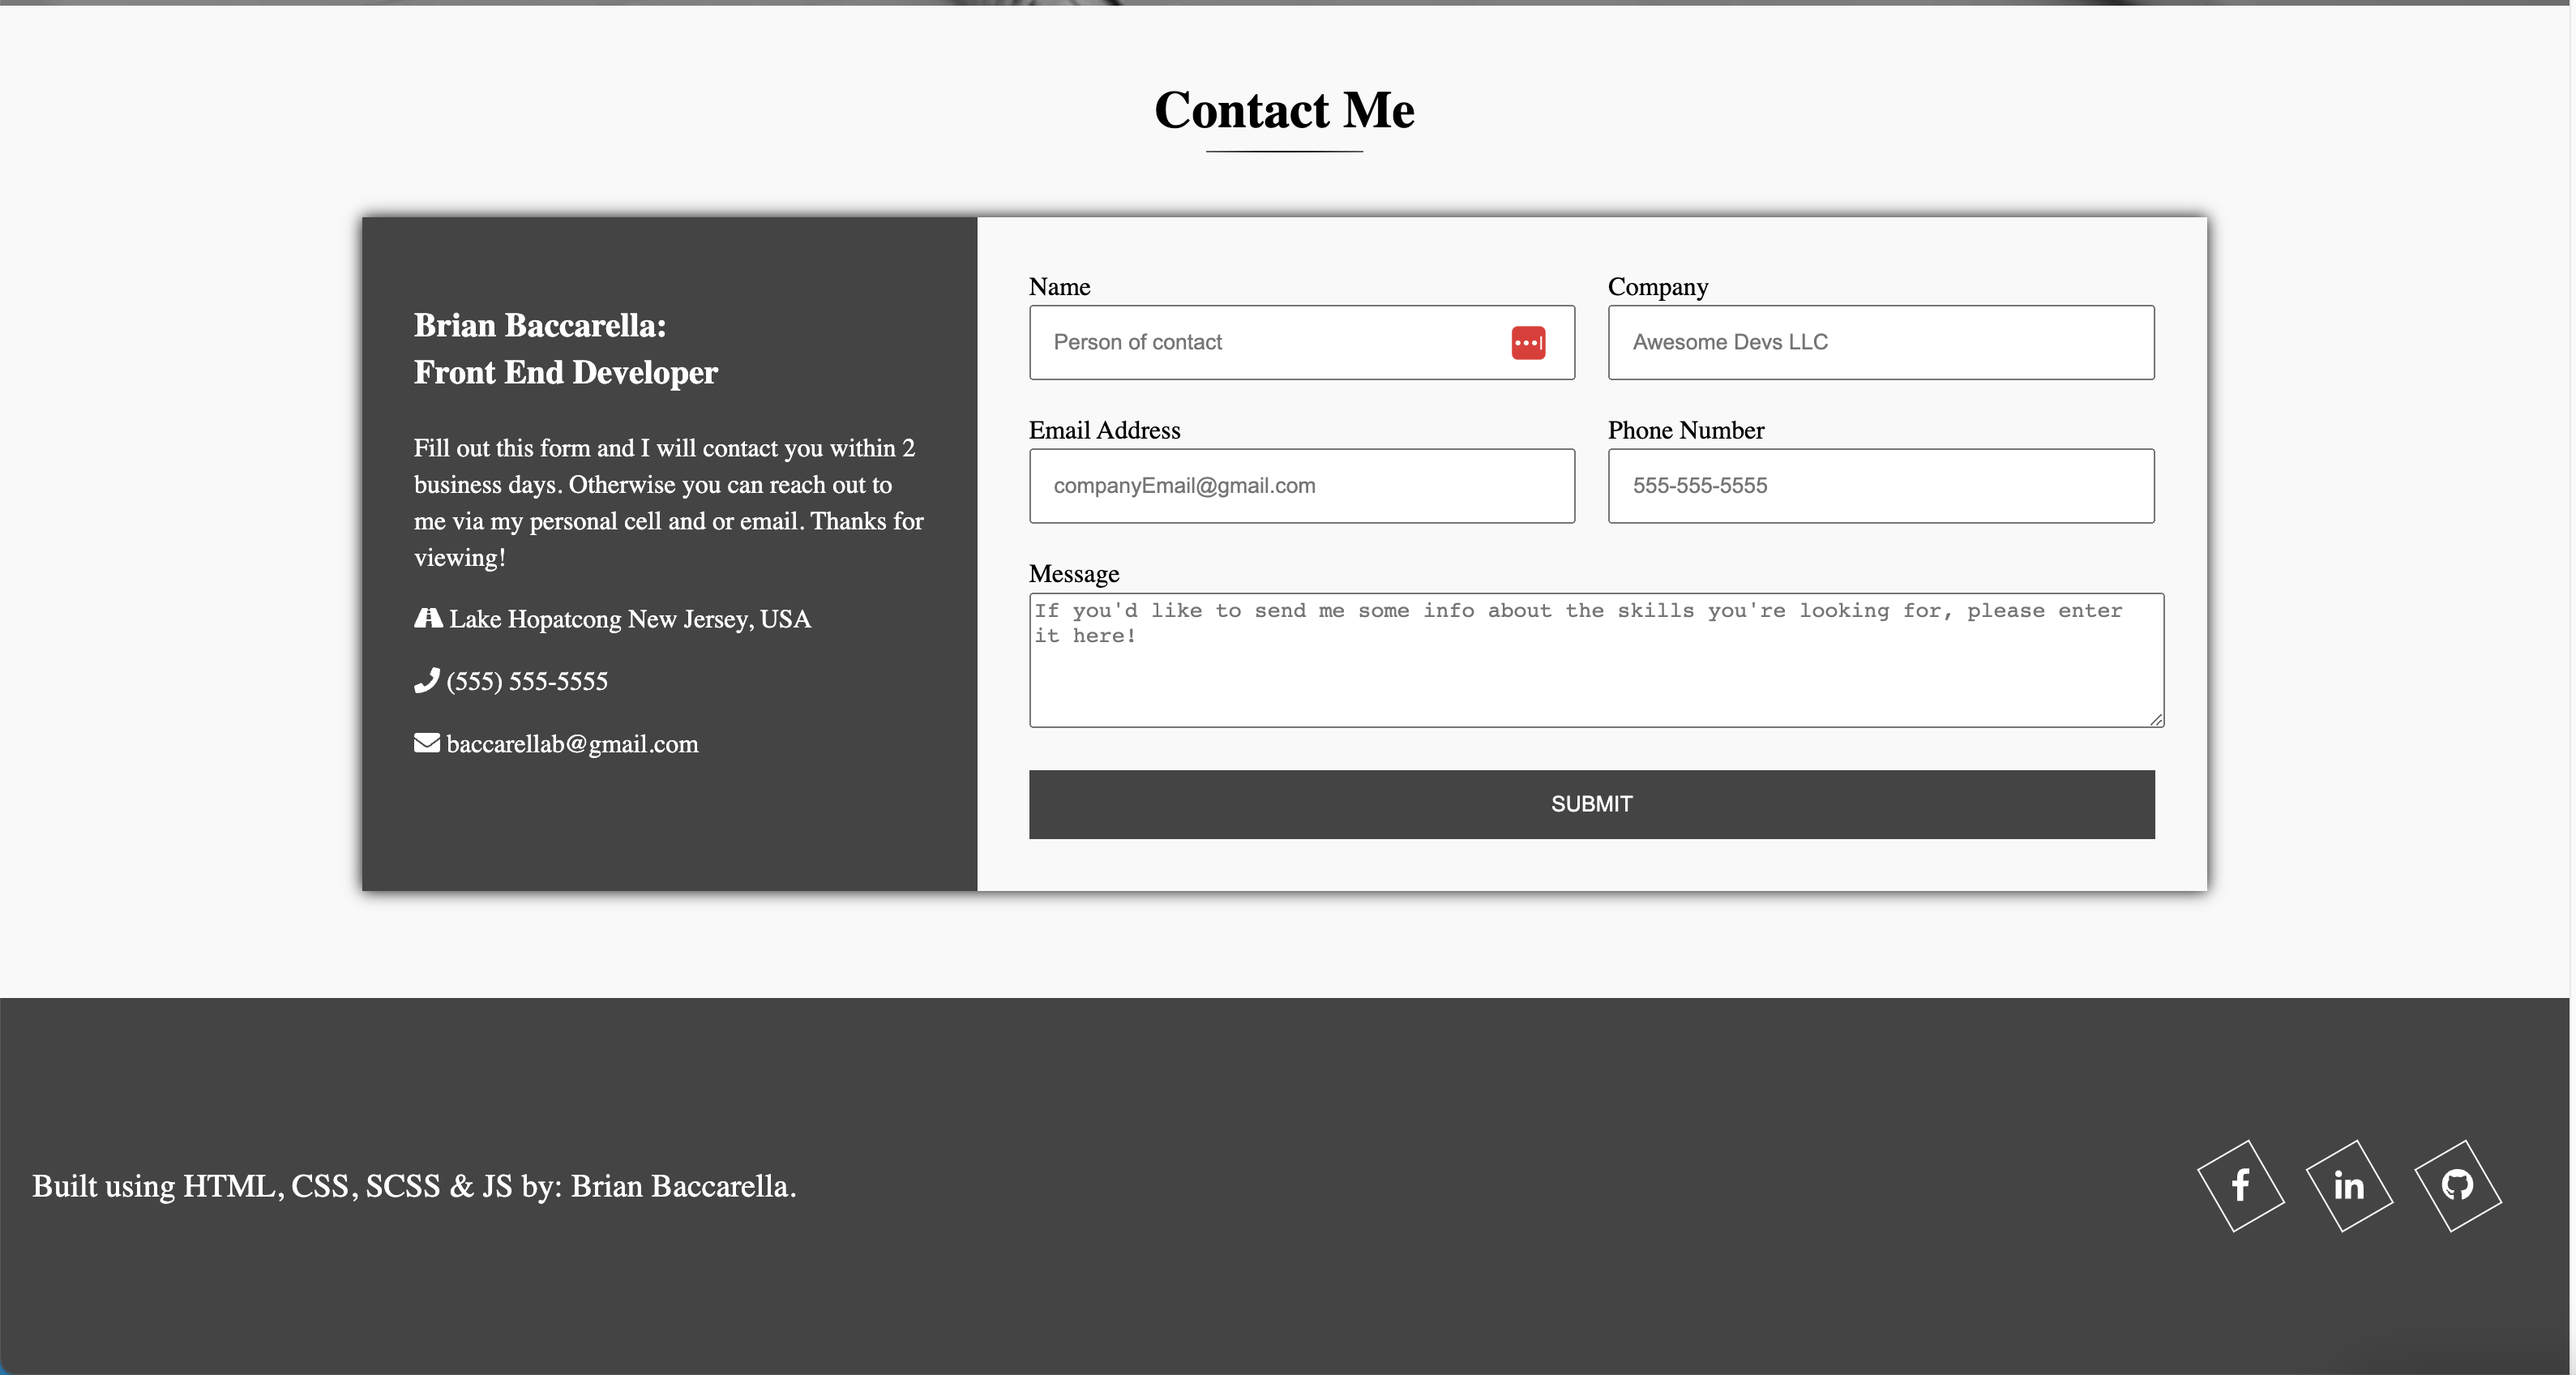 Contact Me
Brian Baccarella:
Front End Developer
Fill out this form and I will contact you within 2
business days. Otherwise you can reach out to
me via my personal cell and or email. Thanks for
viewing!
Lake Hopatcong New Jersey, USA
(555) 555-5555
baccarellab@gmail.com
Name
Person of contact
Company
Awesome Devs LLC
Email Address
companyEmail@gmail.com
Phone Number
555-555-5555
Message
If you'd like to send me some info about the skills you're looking for, please enter
it here!
SUBMIT
Built using HTML, CSS, SCSS & JS by: Brian Baccarella.
f
in